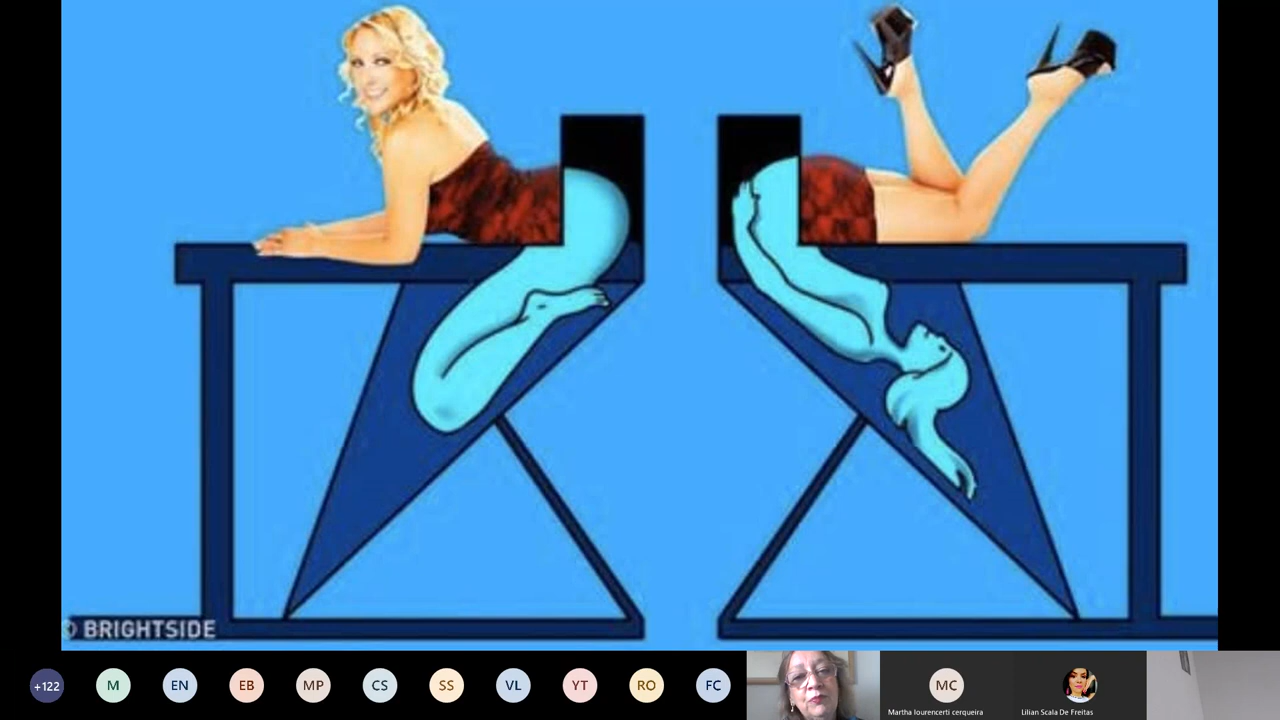 BRIGHTSIDE
+122
M
EN
EB
MP
CS
SS
VL
YT
RO
FC
MC
Martha lourencerti cerqueira
Lilian Scala De Freitas